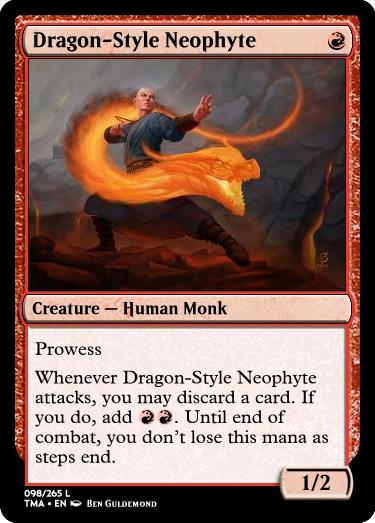 Dragon-Style Neophyte
Creature — Human Monk
Prowess
Whenever Dragon-Style Neophyte
attacks, you may discard a card. If
you do, add RR. Until end of
combat, you don't lose this mana as
steps end.
098/265 L
TMA • EN Ben Guldemond
1/2